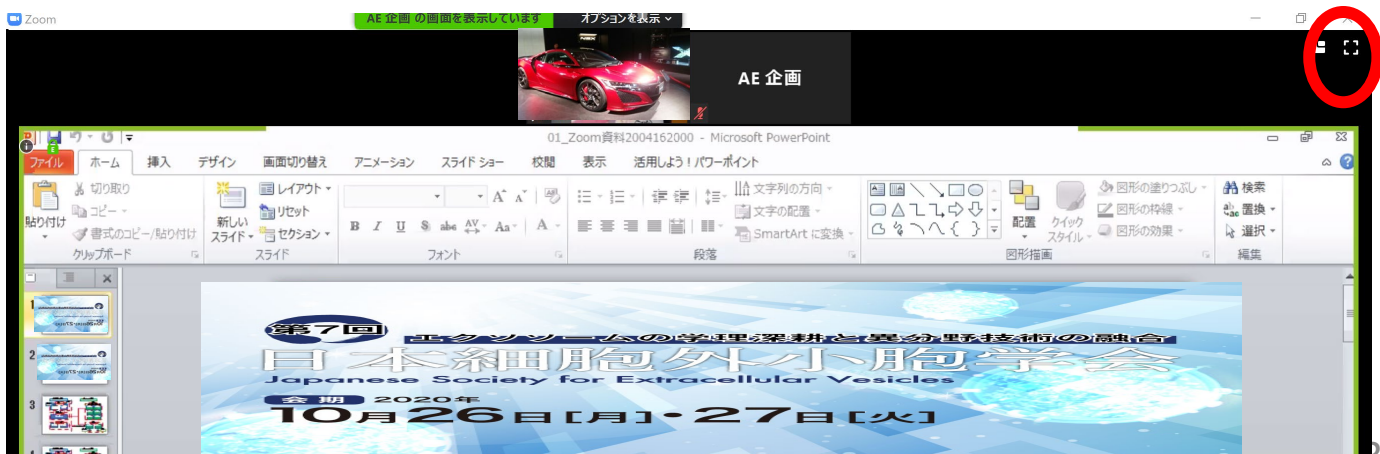 Zoom
AE 企画 の画面を表示しています
オプションを表示
AE 企画
01_Zoom資料2004162000 - Microsoft PowerPoint
ファイル ホーム 挿入 デザイン 画面切り替え アニメーション スライド ショー 校閲 表示 活用しよう！パワーポイント
貼り付け
切り取り
コピー
書式のコピー/貼り付け
クリップボード
新しい
スライド
レイアウト
リセット
セクション
スライド
B I U S abc AV Aa A
フォント
文字列の方向
文字の配置
SmartArt に変換
段落
配置
クイック
スタイル
図形の塗りつぶし
図形の枠線
図形の効果
図形描画
検索
置換
選択
編集
1
2
3
4
第7回
エクソソームの学理深耕と異分野技術の融合
日本細胞外小胞学会
Japanese Society for Extracellular Vesicles
会期 2020年
10月26日[月]・27日[火]